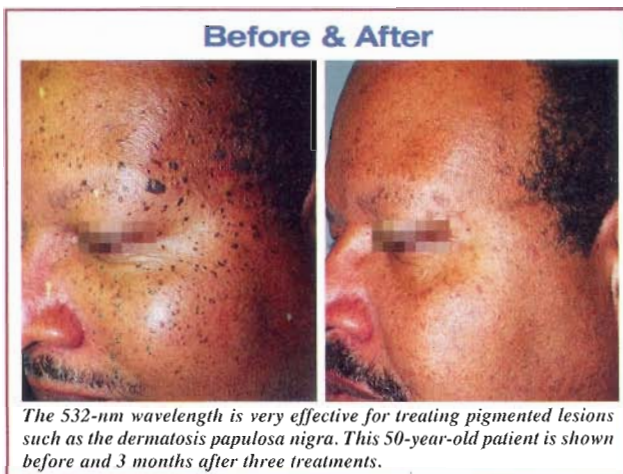 Before & After
The 532-nm wavelength is very effective for treating pigmented lesions
such as the dermatosis papulosa nigra. This 50-year-old patient is shown
before and 3 months after three treatments.